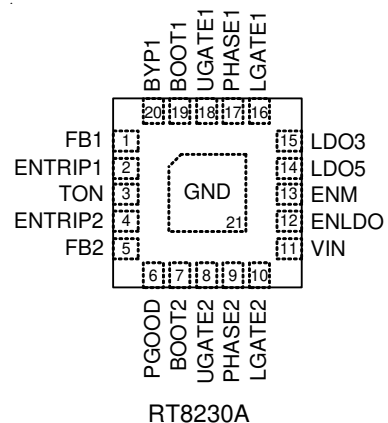 BYP1
BOOT1
UGATE1
PHASE1
LGATE1
20 19 18 17 16
FB1 1 15 LDO3
ENTRIP1 2 14 LDO5
TON 3 GND 13 ENM
ENTRIP2 4 21 12 ENLDO
FB2 5 11 VIN
6 7 8 9 10
PGOOD
BOOT2
UGATE2
PHASE2
LGATE2
RT8230A